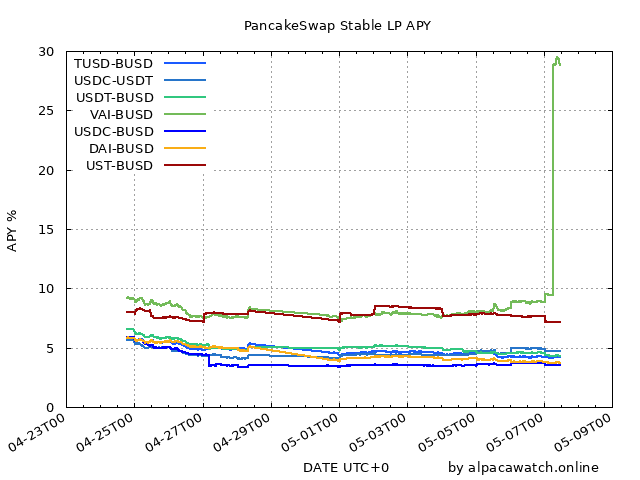 PancakeSwap Stable LP APY
30
25
20
15
10
5
0
APY %
TUSD-BUSD
USDC-USDT
USDT-BUSD
VAI-BUSD
USDC-BUSD
DAI-BUSD
UST-BUSD
04-23T00
04-25T00
04-27T00
04-29T00
05-01T00
05-03T00
05-05T00
05-07T00
05-09T00
DATE UTC+0
by alpacawatch.online